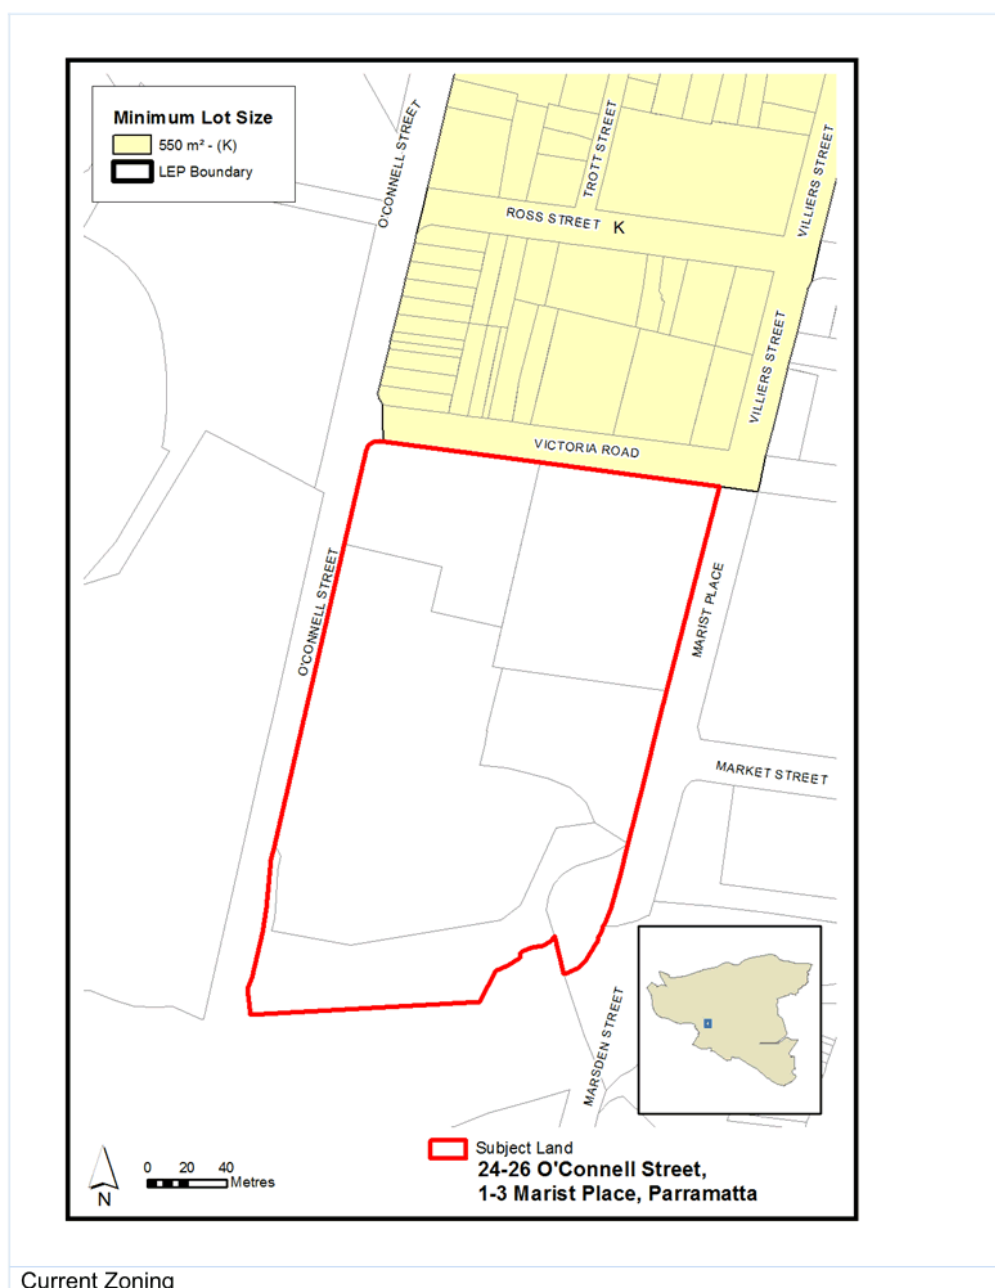 Minimum Lot Size
550 m² - (K)
LEP Boundary
O'CONNELL STREET
TROTT STREET
VILLIERS STREET
ROSS STREET
K
VILLIERS STREET
VICTORIA ROAD
O'CONNELL STREET
MARIST PLACE
MARKET STREET
MARSDEN STREET
Subject Land
24-26 O'Connell Street,
1-3 Marist Place, Parramatta
0 20 40
Metres
N
Current Zoning